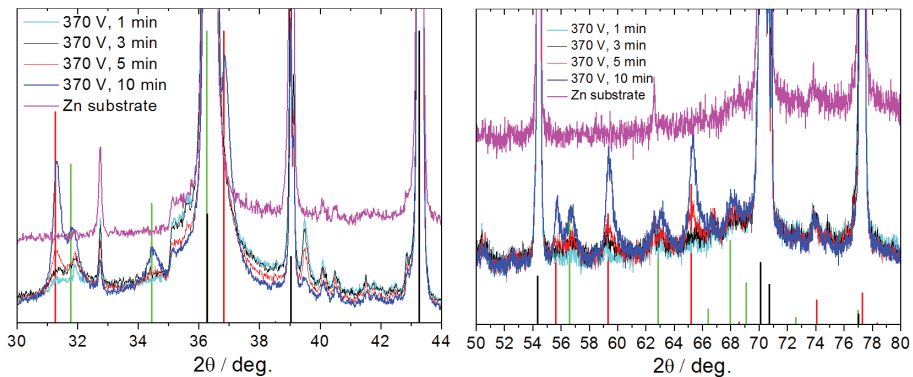 370 V, 1 min
370 V, 3 min
370 V, 5 min
370 V, 10 min
Zn substrate
30 32 34 36 38 40 42 44
2θ / deg.
370 V, 1 min
370 V, 3 min
370 V, 5 min
370 V, 10 min
Zn substrate
50 52 54 56 58 60 62 64 66 68 70 72 74 76 78 80
2θ / deg.